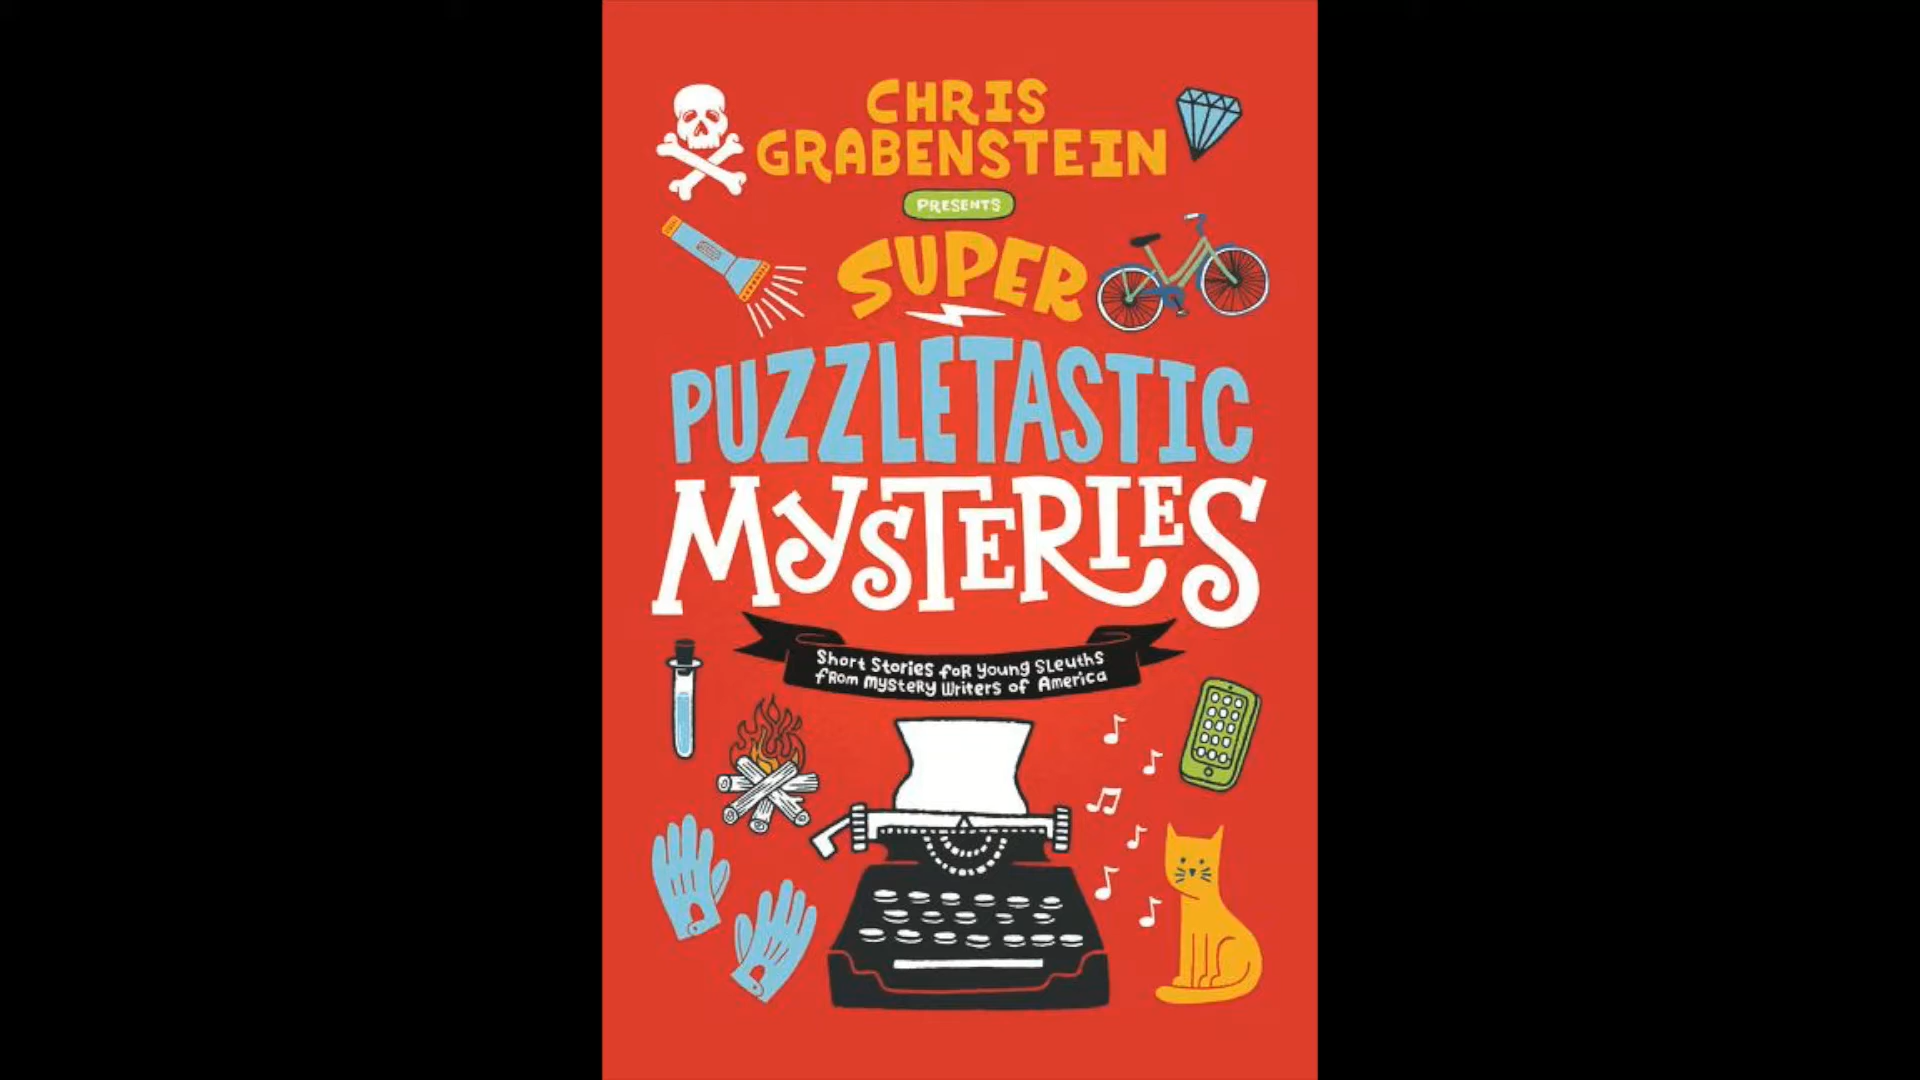 CHRIS
GRABENSTEIN
PRESENTS
SUPER
PUZZLETASTIC
MYSTERIES
Short Stories for Young Sleuths
from Mystery Writers of America